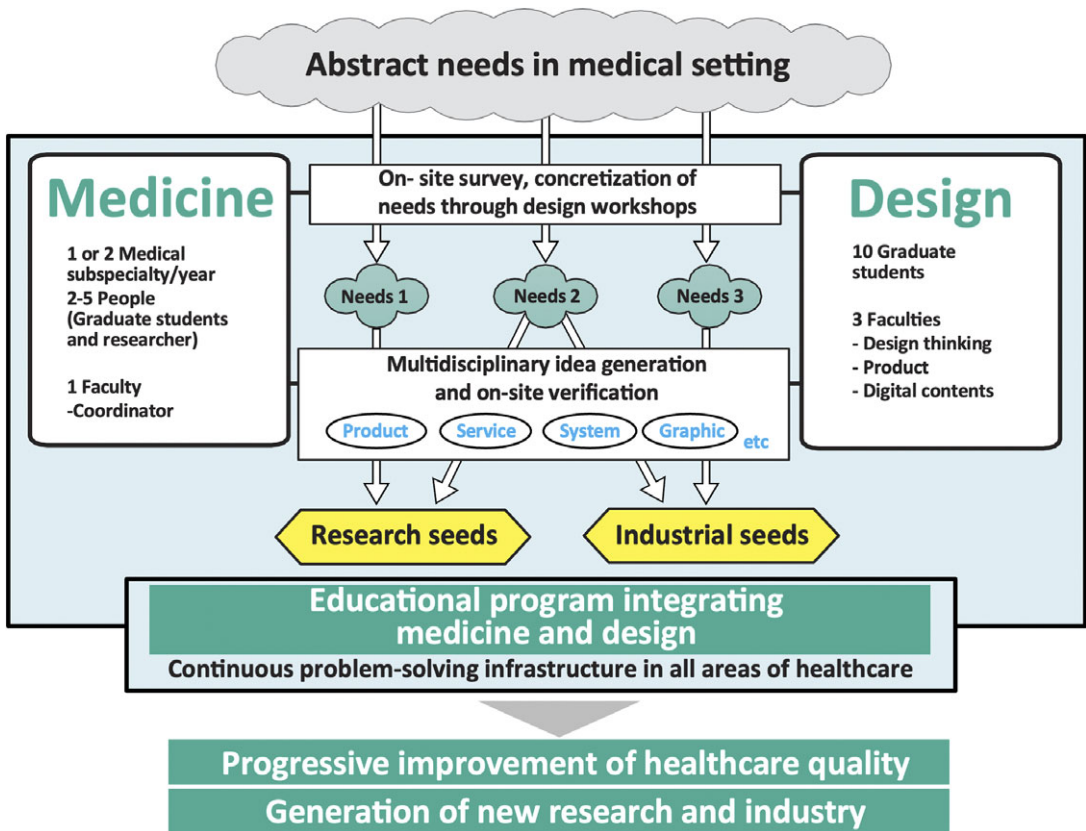 Abstract needs in medical setting
Medicine
1 or 2 Medical
subspecialty/year
2-5 People
(Graduate students
and researcher)
1 Faculty
-Coordinator
On- site survey, concretization of
needs through design workshops
Needs 1
Needs 2
Needs 3
Multidisciplinary idea generation
and on-site verification
Product
Service
System
Graphic
etc
Design
10 Graduate
students
3 Faculties
- Design thinking
- Product
- Digital contents
Research seeds
Industrial seeds
Educational program integrating
medicine and design
Continuous problem-solving infrastructure in all areas of healthcare
Progressive improvement of healthcare quality
Generation of new research and industry